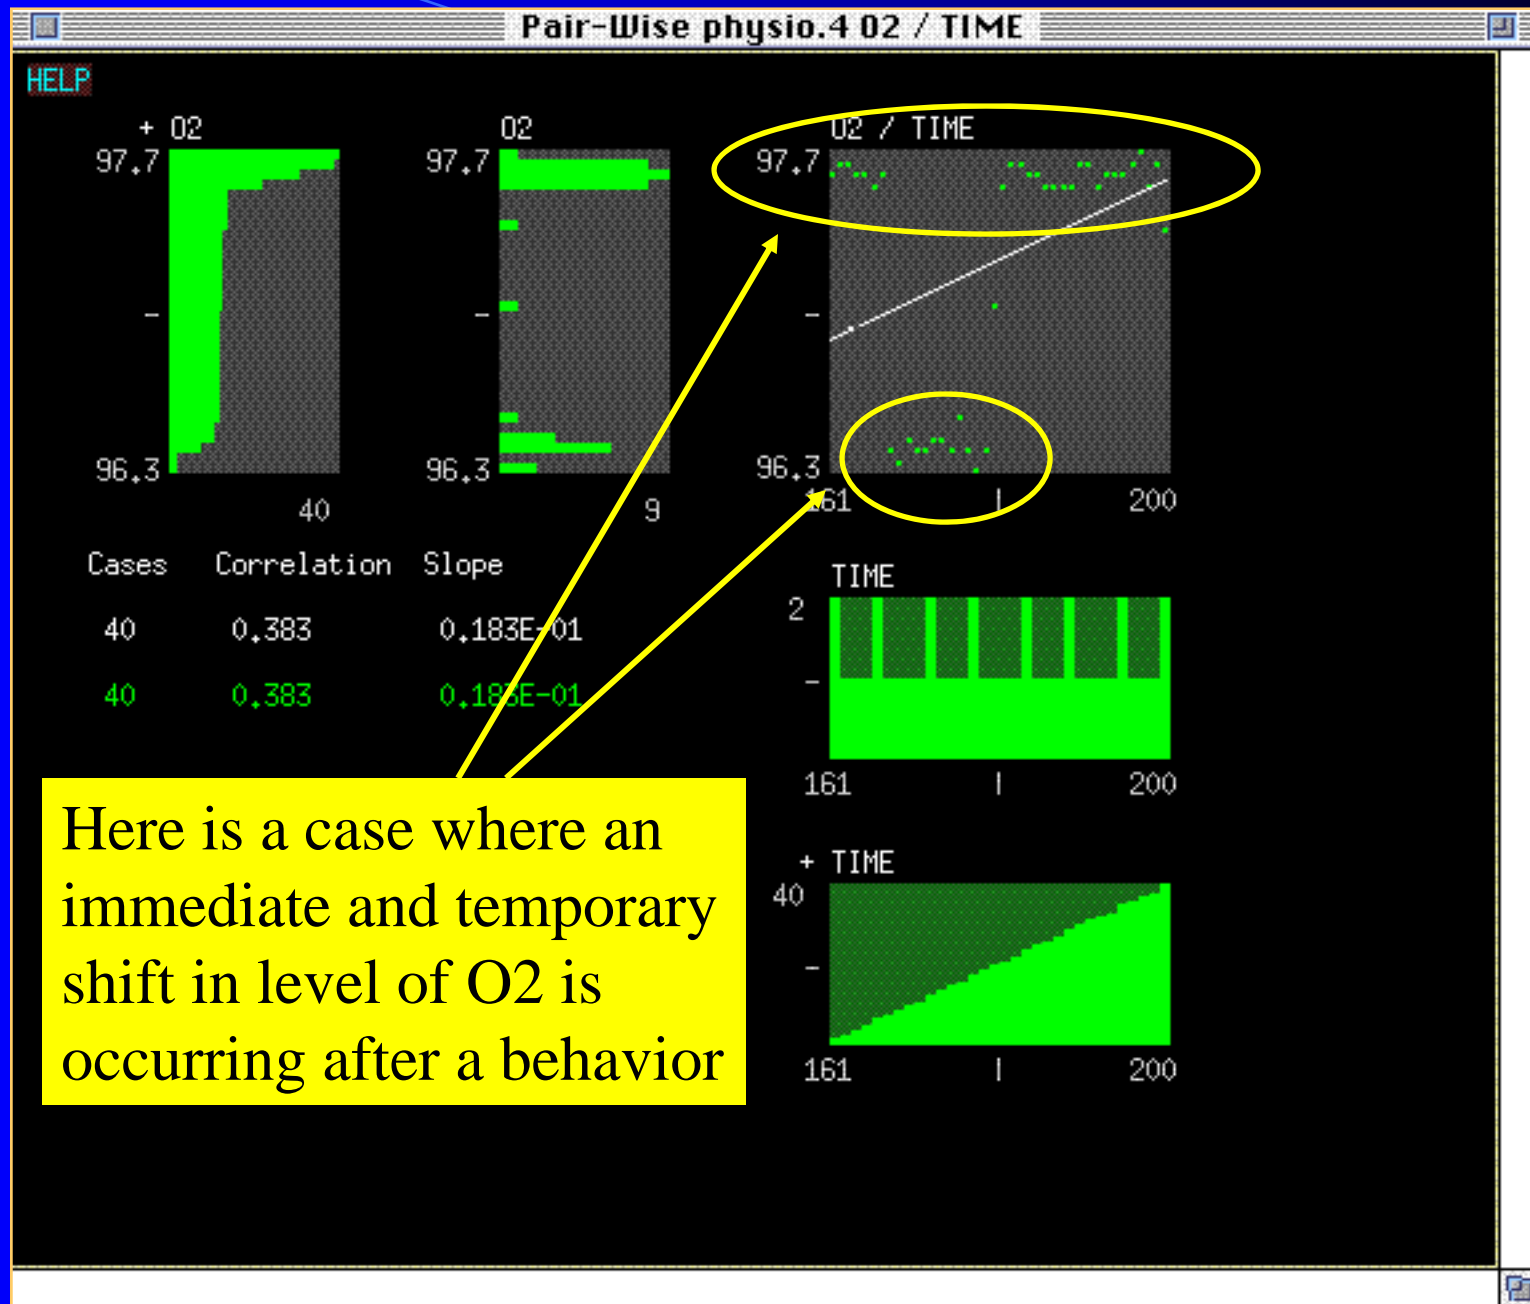 Pair-Wise physio.4 O2 / TIME
HELP
+ O2
97.7
–
96.3
40
O2
97.7
–
96.3
9
O2 / TIME
97.7
–
96.3
161 | 200
Cases Correlation Slope
40 0.383 0.183E-01
40 0.383 0.183E-01
TIME
2
–
161 | 200
+ TIME
40
–
161 | 200
Here is a case where an
immediate and temporary
shift in level of O2 is
occurring after a behavior